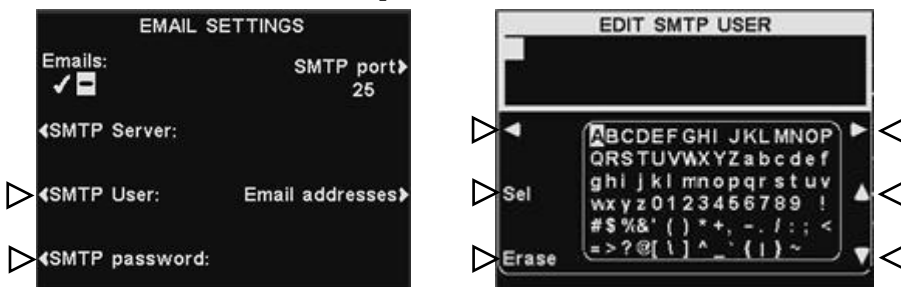 EMAIL SETTINGS
Emails:
✓ –
SMTP port
25
SMTP Server:
SMTP User:
Email addresses
SMTP password:
EDIT SMTP USER
ABCDEFGHIJKLMNOP
QRSTUVWXYZabcdef
ghijklmnopqrstuv
wxyz0123456789 !
#$%&'()*+,-./:;<
=>?@[\]^_`{|}~
Sel
Erase